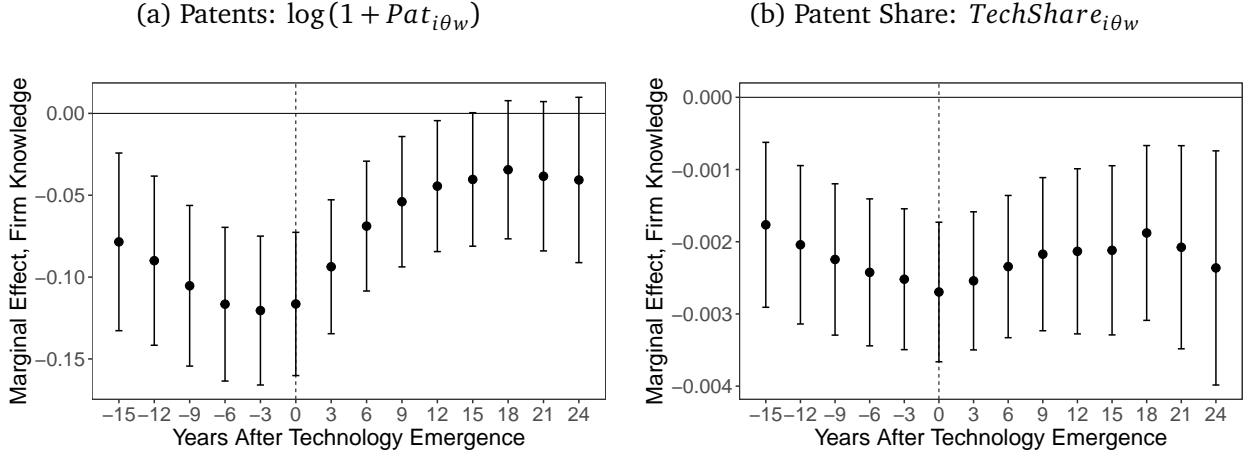 (a) Patents: log(1 + Pat_{iθw})
Marginal Effect, Firm Knowledge
0.00
−0.05
−0.10
−0.15
−15 −12 −9 −6 −3 0 3 6 9 12 15 18 21 24
Years After Technology Emergence
(b) Patent Share: TechShare_{iθw}
Marginal Effect, Firm Knowledge
0.000
−0.001
−0.002
−0.003
−0.004
−15 −12 −9 −6 −3 0 3 6 9 12 15 18 21 24
Years After Technology Emergence